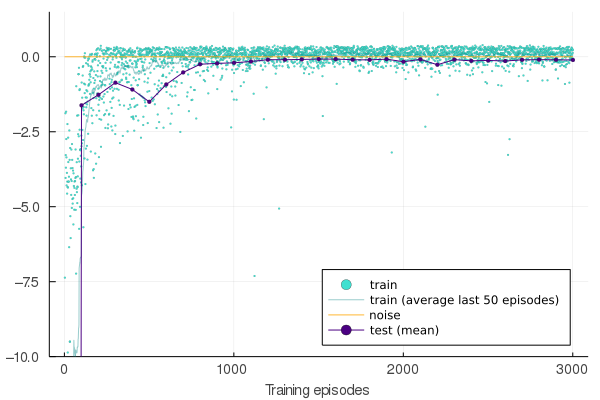 0.0
−2.5
−5.0
−7.5
−10.0
0
1000
2000
3000
Training episodes
train
train (average last 50 episodes)
noise
test (mean)